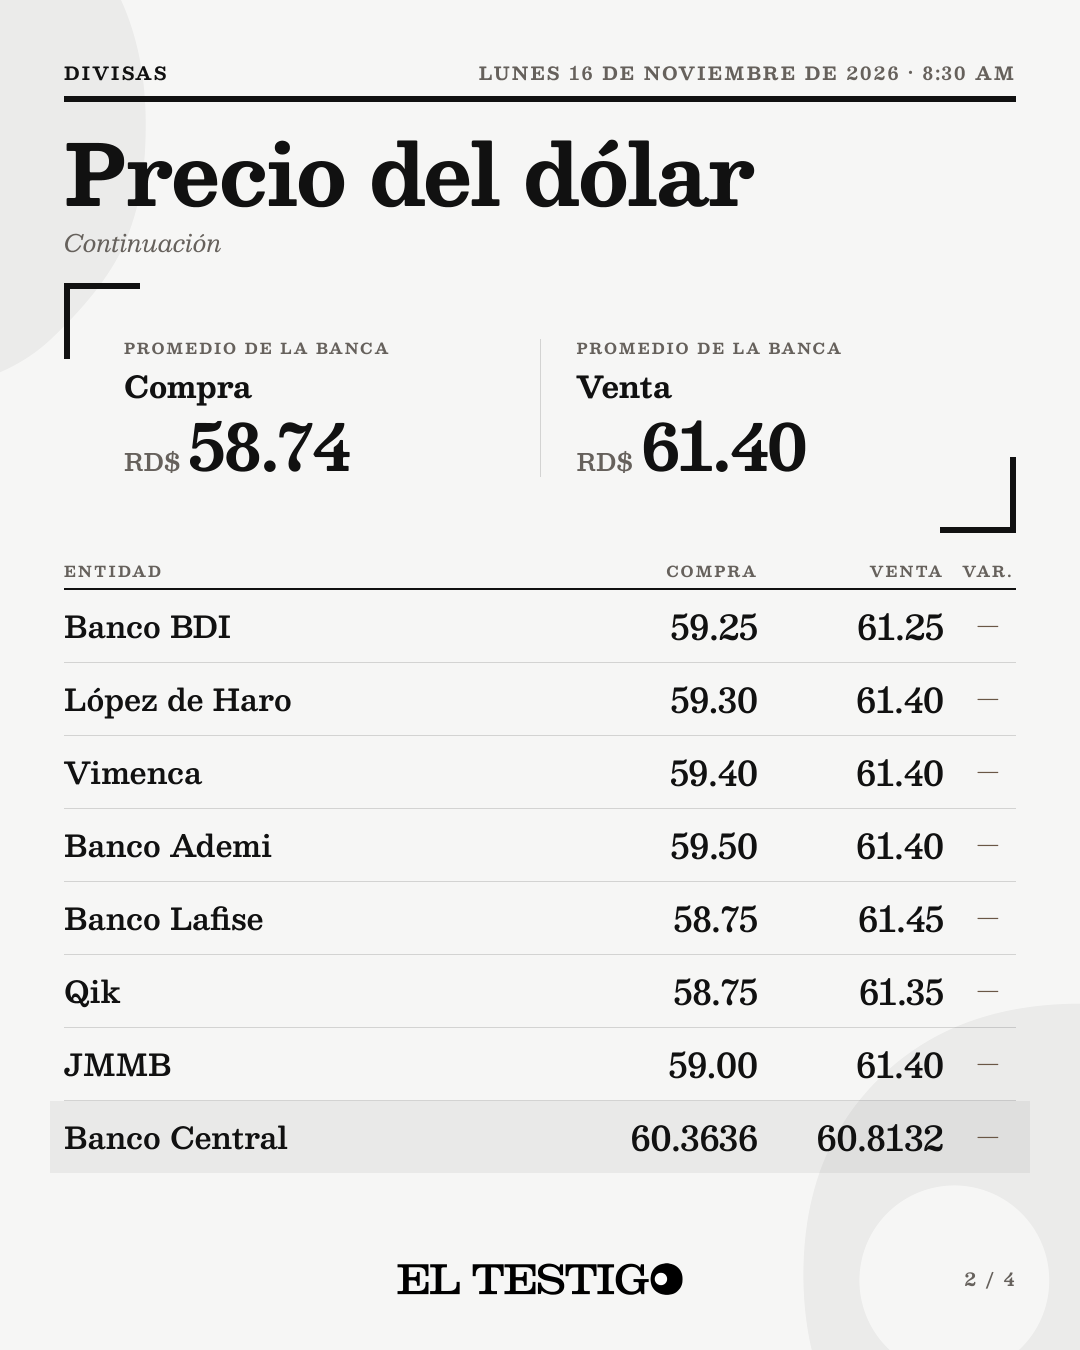 DIVISAS
LUNES 16 DE NOVIEMBRE DE 2026 · 8:30 AM
Precio del dólar
Continuación
PROMEDIO DE LA BANCA
Compra
RD$ 58.74
PROMEDIO DE LA BANCA
Venta
RD$ 61.40
ENTIDAD COMPRA VENTA VAR.
Banco BDI 59.25 61.25 —
López de Haro 59.30 61.40 —
Vimenca 59.40 61.40 —
Banco Ademi 59.50 61.40 —
Banco Lafise 58.75 61.45 —
Qik 58.75 61.35 —
JMMB 59.00 61.40 —
Banco Central 60.3636 60.8132 —
EL TESTIGO
2 / 4